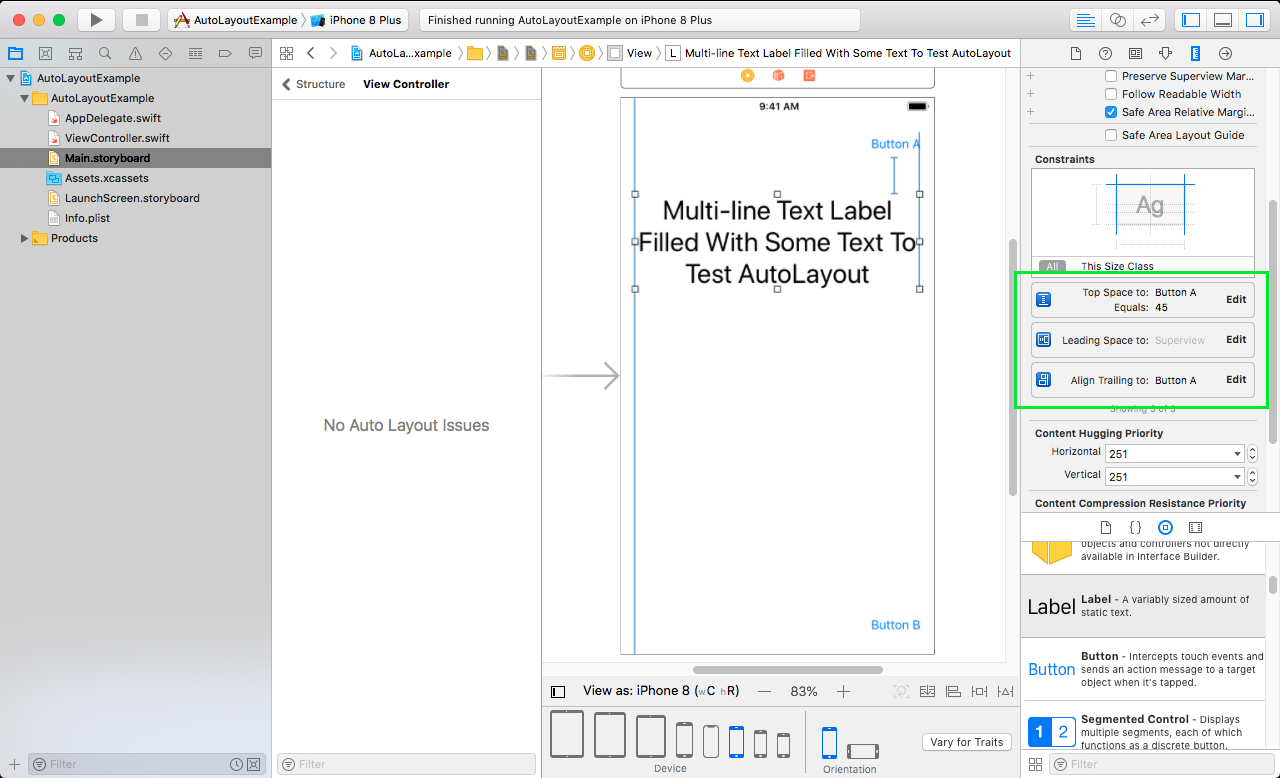 AutoLayoutExample
iPhone 8 Plus
Finished running AutoLayoutExample on iPhone 8 Plus
AutoLa...xample
View
L
Multi-line Text Label Filled With Some Text To Test AutoLayout
AutoLayoutExample
AutoLayoutExample
AppDelegate.swift
ViewController.swift
Main.storyboard
Assets.xcassets
LaunchScreen.storyboard
Info.plist
Products
Filter
Structure
View Controller
No Auto Layout Issues
Filter
9:41 AM
Button A
Multi-line Text Label
Filled With Some Text To
Test AutoLayout
Button B
View as: iPhone 8 (wC hR)
83%
Device
Orientation
Vary for Traits
Preserve Superview Mar...
Follow Readable Width
Safe Area Relative Margi...
Safe Area Layout Guide
Constraints
Ag
All
This Size Class
Top Space to: Button A
Equals: 45
Edit
Leading Space to: Superview
Edit
Align Trailing to: Button A
Edit
Showing 3 of 3
Content Hugging Priority
Horizontal 251
Vertical 251
Content Compression Resistance Priority
{}
objects and controllers not directly
available in Interface Builder.
Label
Label - A variably sized amount of
static text.
Button
Button - Intercepts touch events and
sends an action message to a target
object when it's tapped.
1 2
Segmented Control - Displays
multiple segments, each of which
functions as a discrete button.
Filter